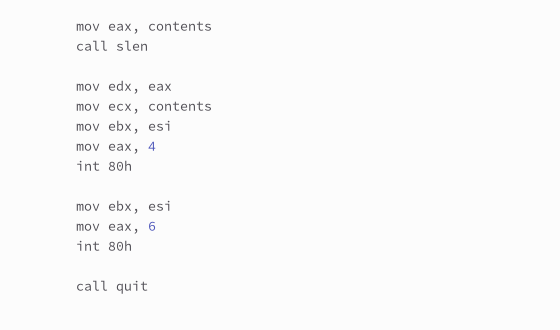 mov eax, contents
call slen
mov edx, eax
mov ecx, contents
mov ebx, esi
mov eax, 4
int 80h
mov ebx, esi
mov eax, 6
int 80h
call quit